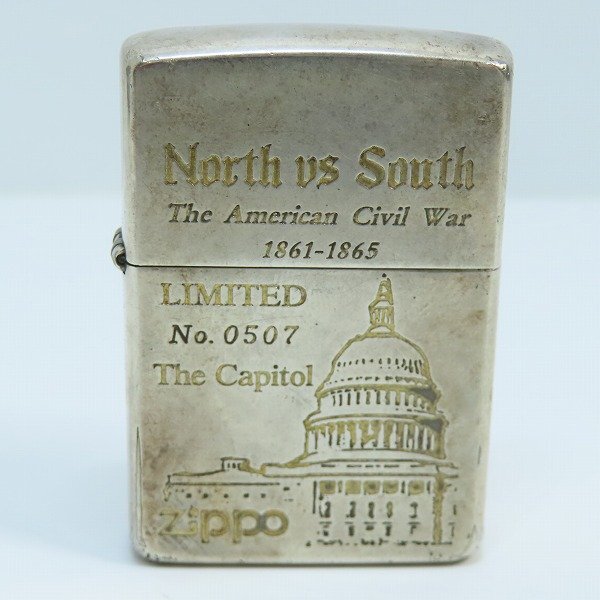 North vs South
The American Civil War
1861-1865
LIMITED
No. 0507
The Capitol
zippo